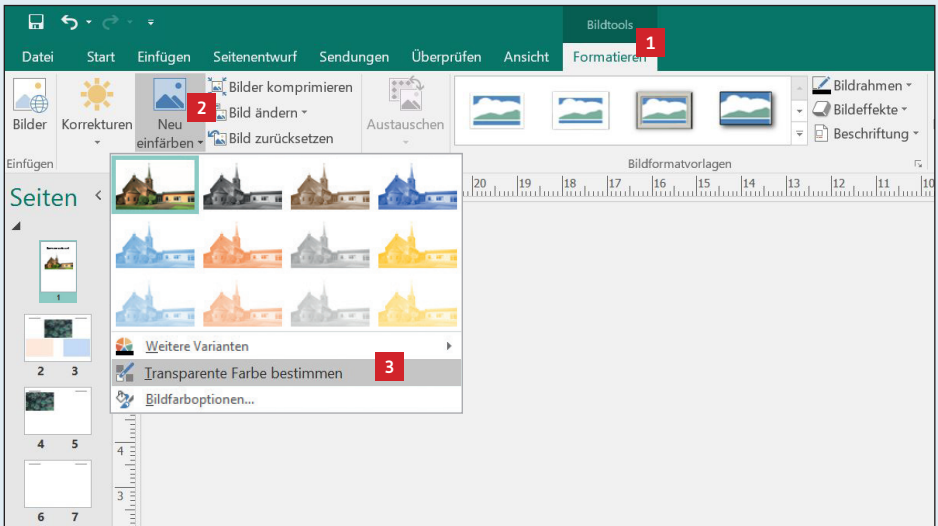 Bildtools
1
Datei Start Einfügen Seitenentwurf Sendungen Überprüfen Ansicht Formatieren
Bilder
Korrekturen
Neu
einfärben
2
Bilder komprimieren
Bild ändern
Bild zurücksetzen
Austauschen
Bildrahmen
Bildeffekte
Beschriftung
Einfügen
Bildformatvorlagen
20 19 18 17 16 15 14 13 12 11 10
Seiten
1
2 3
4 5
6 7
Weitere Varianten
Transparente Farbe bestimmen
3
Bildfarboptionen...
4
3